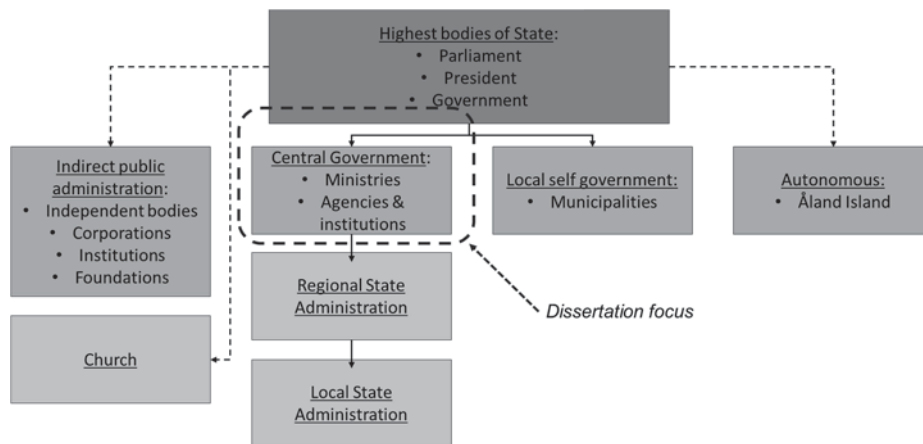 Highest bodies of State:
• Parliament
• President
• Government
Indirect public
administration:
• Independent bodies
• Corporations
• Institutions
• Foundations
Central Government:
• Ministries
• Agencies &
institutions
Local self government:
• Municipalities
Autonomous:
• Åland Island
Regional State
Administration
Dissertation focus
Church
Local State
Administration